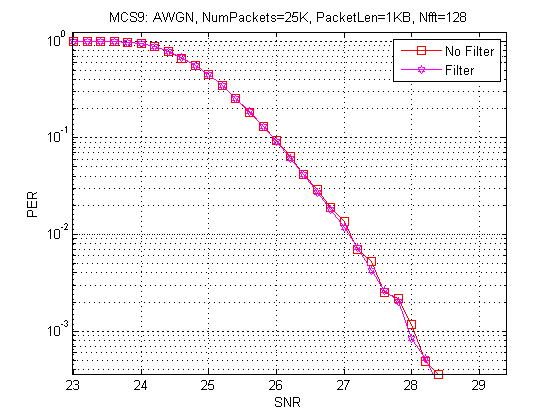 MCS9: AWGN, NumPackets=25K, PacketLen=1KB, Nfft=128
No Filter
Filter
PER
10^0
10^-1
10^-2
10^-3
23 24 25 26 27 28 29
SNR